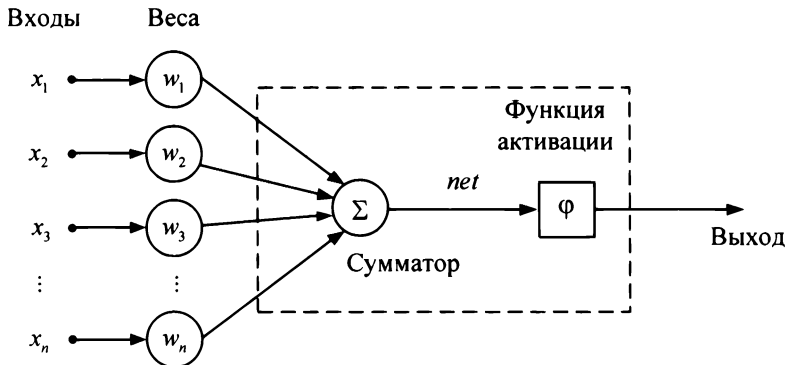 Входы Веса
x₁ w₁
Функция
активации
x₂ w₂
net
Σ φ
x₃ w₃
Выход
Сумматор
⋮ ⋮
xₙ wₙ